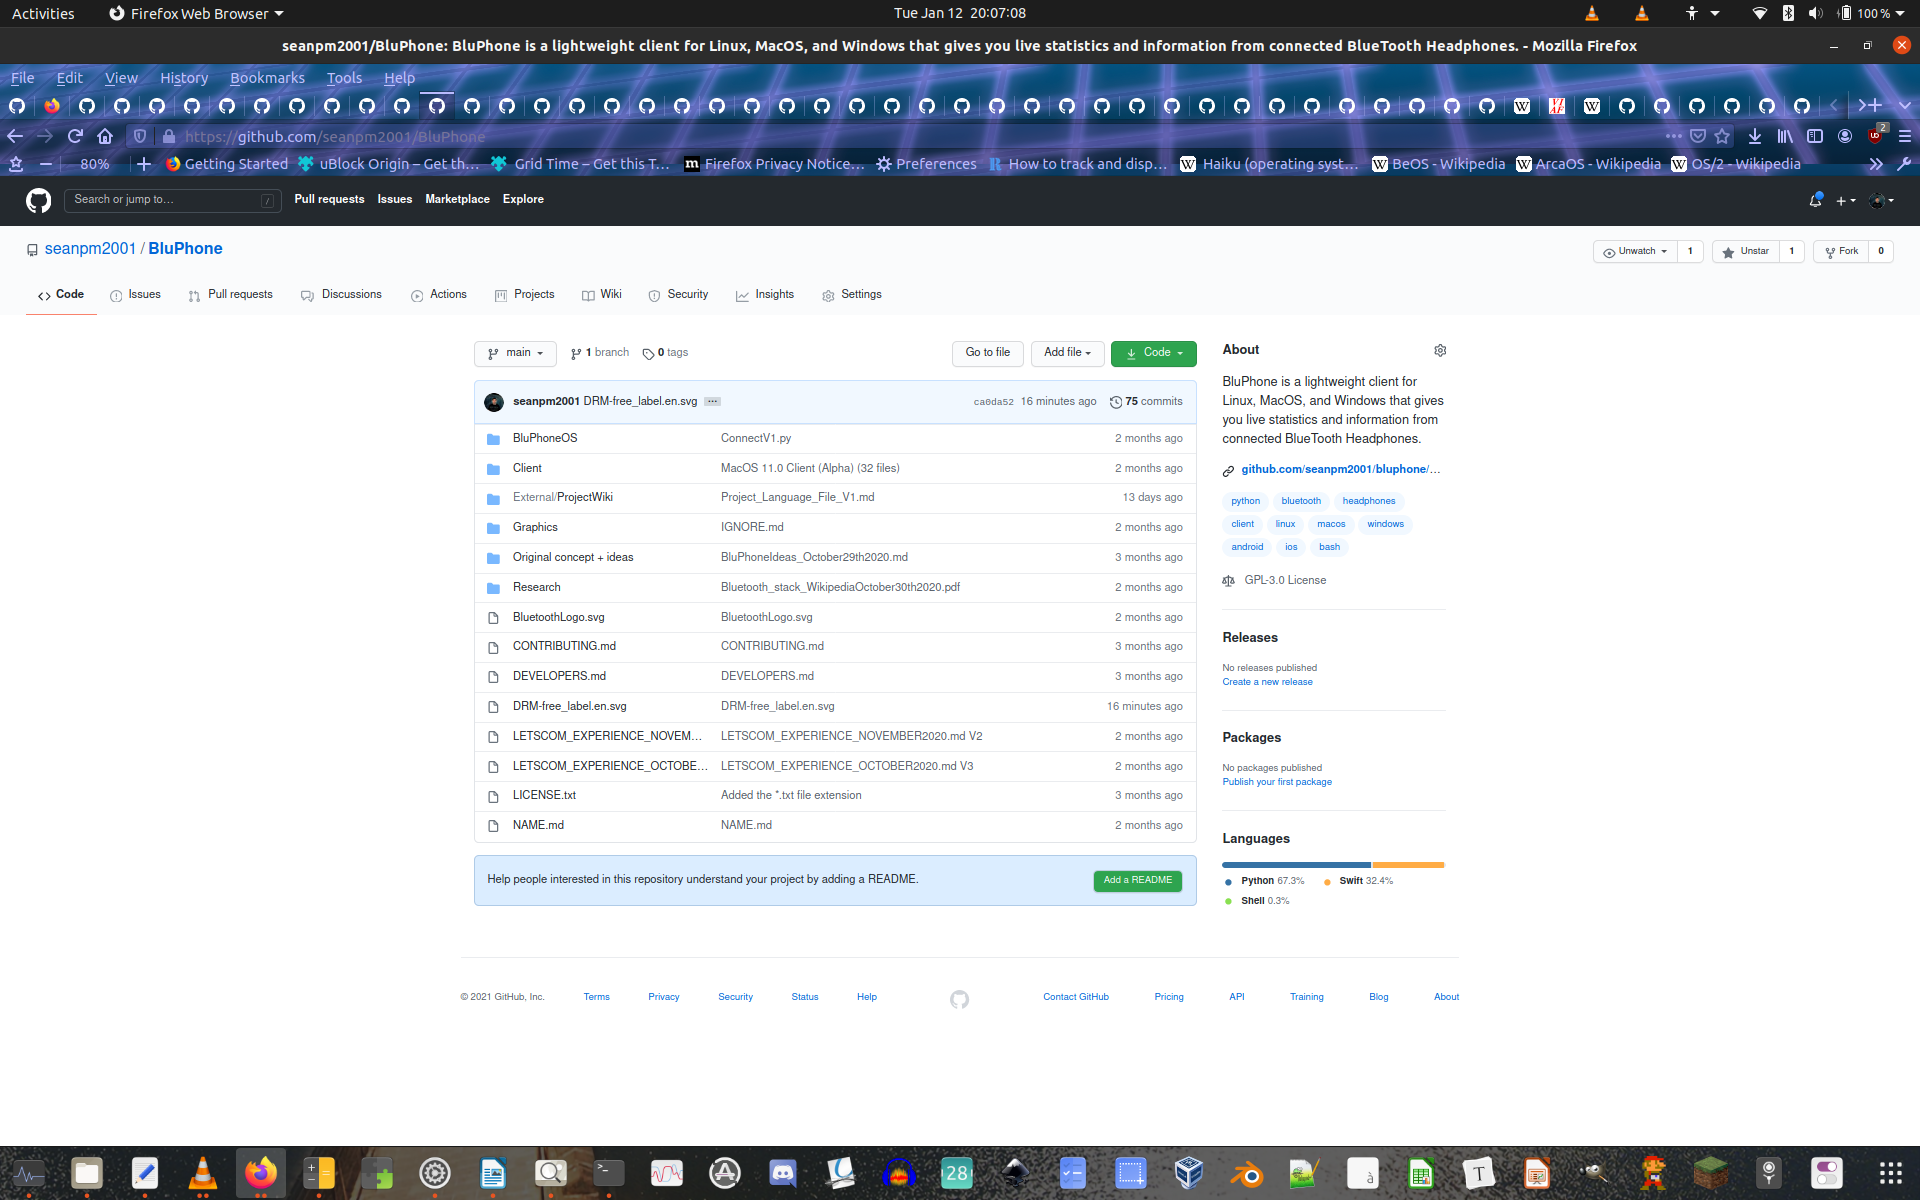 Activities Firefox Web Browser Tue Jan 12 20:07:08 100 %
seanpm2001/BluPhone: BluPhone is a lightweight client for Linux, MacOS, and Windows that gives you live statistics and information from connected BlueTooth Headphones. - Mozilla Firefox
File Edit View History Bookmarks Tools Help
https://github.com/seanpm2001/BluPhone 2
80% Getting Started uBlock Origin – Get th… Grid Time – Get this T… Firefox Privacy Notice… Preferences How to track and disp… Haiku (operating syst… BeOS - Wikipedia ArcaOS - Wikipedia OS/2 - Wikipedia
Search or jump to… / Pull requests Issues Marketplace Explore
seanpm2001 / BluPhone Unwatch 1 Unstar 1 Fork 0
Code Issues Pull requests Discussions Actions Projects Wiki Security Insights Settings
main 1 branch 0 tags Go to file Add file Code
seanpm2001 DRM-free_label.en.svg ca0da52 16 minutes ago 75 commits
BluPhoneOS ConnectV1.py 2 months ago
Client MacOS 11.0 Client (Alpha) (32 files) 2 months ago
External/ProjectWiki Project_Language_File_V1.md 13 days ago
Graphics IGNORE.md 2 months ago
Original concept + ideas BluPhoneIdeas_October29th2020.md 3 months ago
Research Bluetooth_stack_WikipediaOctober30th2020.pdf 2 months ago
BluetoothLogo.svg BluetoothLogo.svg 2 months ago
CONTRIBUTING.md CONTRIBUTING.md 3 months ago
DEVELOPERS.md DEVELOPERS.md 3 months ago
DRM-free_label.en.svg DRM-free_label.en.svg 16 minutes ago
LETSCOM_EXPERIENCE_NOVEM… LETSCOM_EXPERIENCE_NOVEMBER2020.md V2 2 months ago
LETSCOM_EXPERIENCE_OCTOBE… LETSCOM_EXPERIENCE_OCTOBER2020.md V3 2 months ago
LICENSE.txt Added the *.txt file extension 3 months ago
NAME.md NAME.md 2 months ago
Help people interested in this repository understand your project by adding a README. Add a README
About
BluPhone is a lightweight client for
Linux, MacOS, and Windows that gives
you live statistics and information from
connected BlueTooth Headphones.
github.com/seanpm2001/bluphone/…
python bluetooth headphones
client linux macos windows
android ios bash
GPL-3.0 License
Releases
No releases published
Create a new release
Packages
No packages published
Publish your first package
Languages
Python 67.3% Swift 32.4%
Shell 0.3%
© 2021 GitHub, Inc. Terms Privacy Security Status Help Contact GitHub Pricing API Training Blog About
28